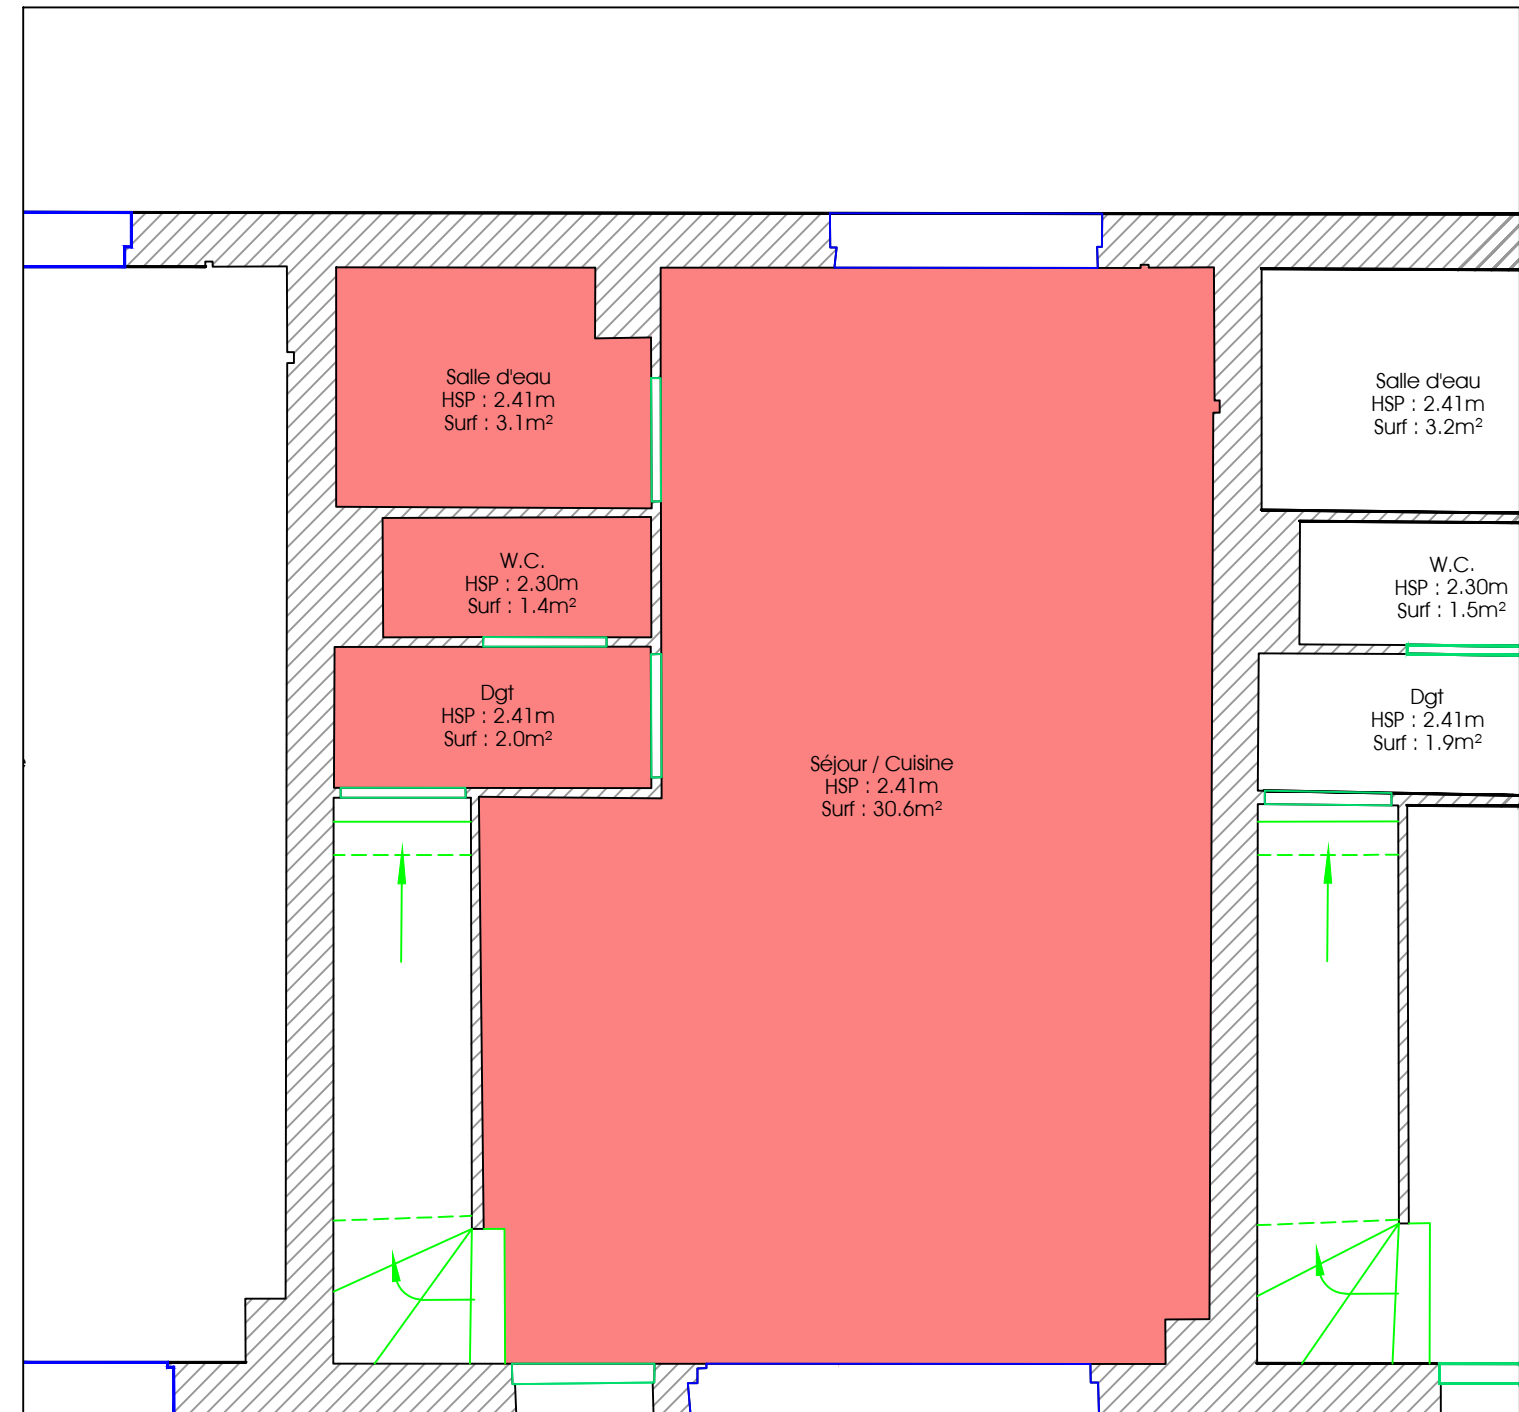 Salle d'eau
HSP : 2.41m
Surf : 3.1m²
Salle d'eau
HSP : 2.41m
Surf : 3.2m²
W.C.
HSP : 2.30m
Surf : 1.4m²
W.C.
HSP : 2.30m
Surf : 1.5m²
Dgt
HSP : 2.41m
Surf : 2.0m²
Dgt
HSP : 2.41m
Surf : 1.9m²
Séjour / Cuisine
HSP : 2.41m
Surf : 30.6m²